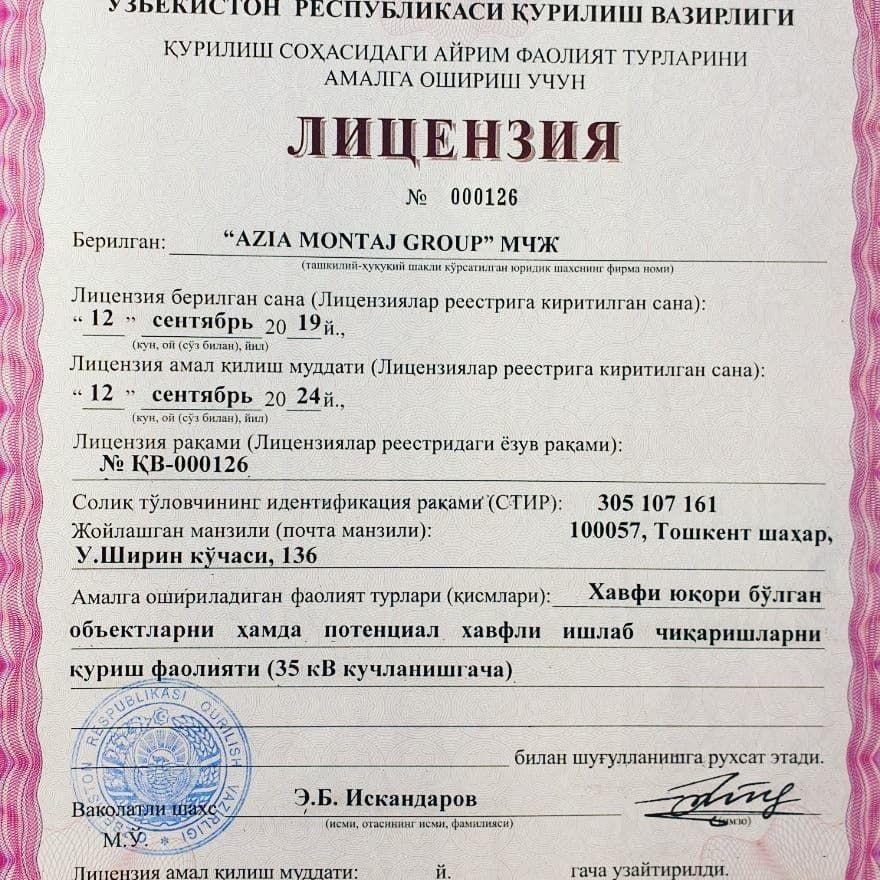 ЎЗБЕКИСТОН РЕСПУБЛИКАСИ ҚУРИЛИШ ВАЗИРЛИГИ
ҚУРИЛИШ СОҲАСИДАГИ АЙРИМ ФАОЛИЯТ ТУРЛАРИНИ
АМАЛГА ОШИРИШ УЧУН
ЛИЦЕНЗИЯ
№ 000126
Берилган: “AZIA MONTAJ GROUP” МЧЖ
(ташкилий-ҳуқуқий шакли кўрсатилган юридик шахснинг фирма номи)
Лицензия берилган сана (Лицензиялар реестрига киритилган сана):
“ 12 ” сентябрь 20 19 й.,
(кун, ой (сўз билан), йил)
Лицензия амал қилиш муддати (Лицензиялар реестрига киритилган сана):
“ 12 ” сентябрь 20 24 й.,
(кун, ой (сўз билан), йил)
Лицензия рақами (Лицензиялар реестридаги ёзув рақами):
№ ҚВ-000126
Солиқ тўловчининг идентификация рақами (СТИР): 305 107 161
Жойлашган манзили (почта манзили): 100057, Тошкент шаҳар,
У.Ширин кўчаси, 136
Амалга ошириладиган фаолият турлари (қисмлари): Хавфи юқори бўлган
объектларни ҳамда потенциал хавфли ишлаб чиқаришларни
қуриш фаолияти (35 кВ кучланишгача)
билан шуғулланишга рухсат этади.
RESPUBLIKASI QURILISH VAZIRLIGI
Ваколатли шахс Э.Б. Искандаров
(исми, отасининг исми, фамилияси) (имзо)
М.Ў.
Лицензия амал қилиш муддати: й. гача узайтирилди.